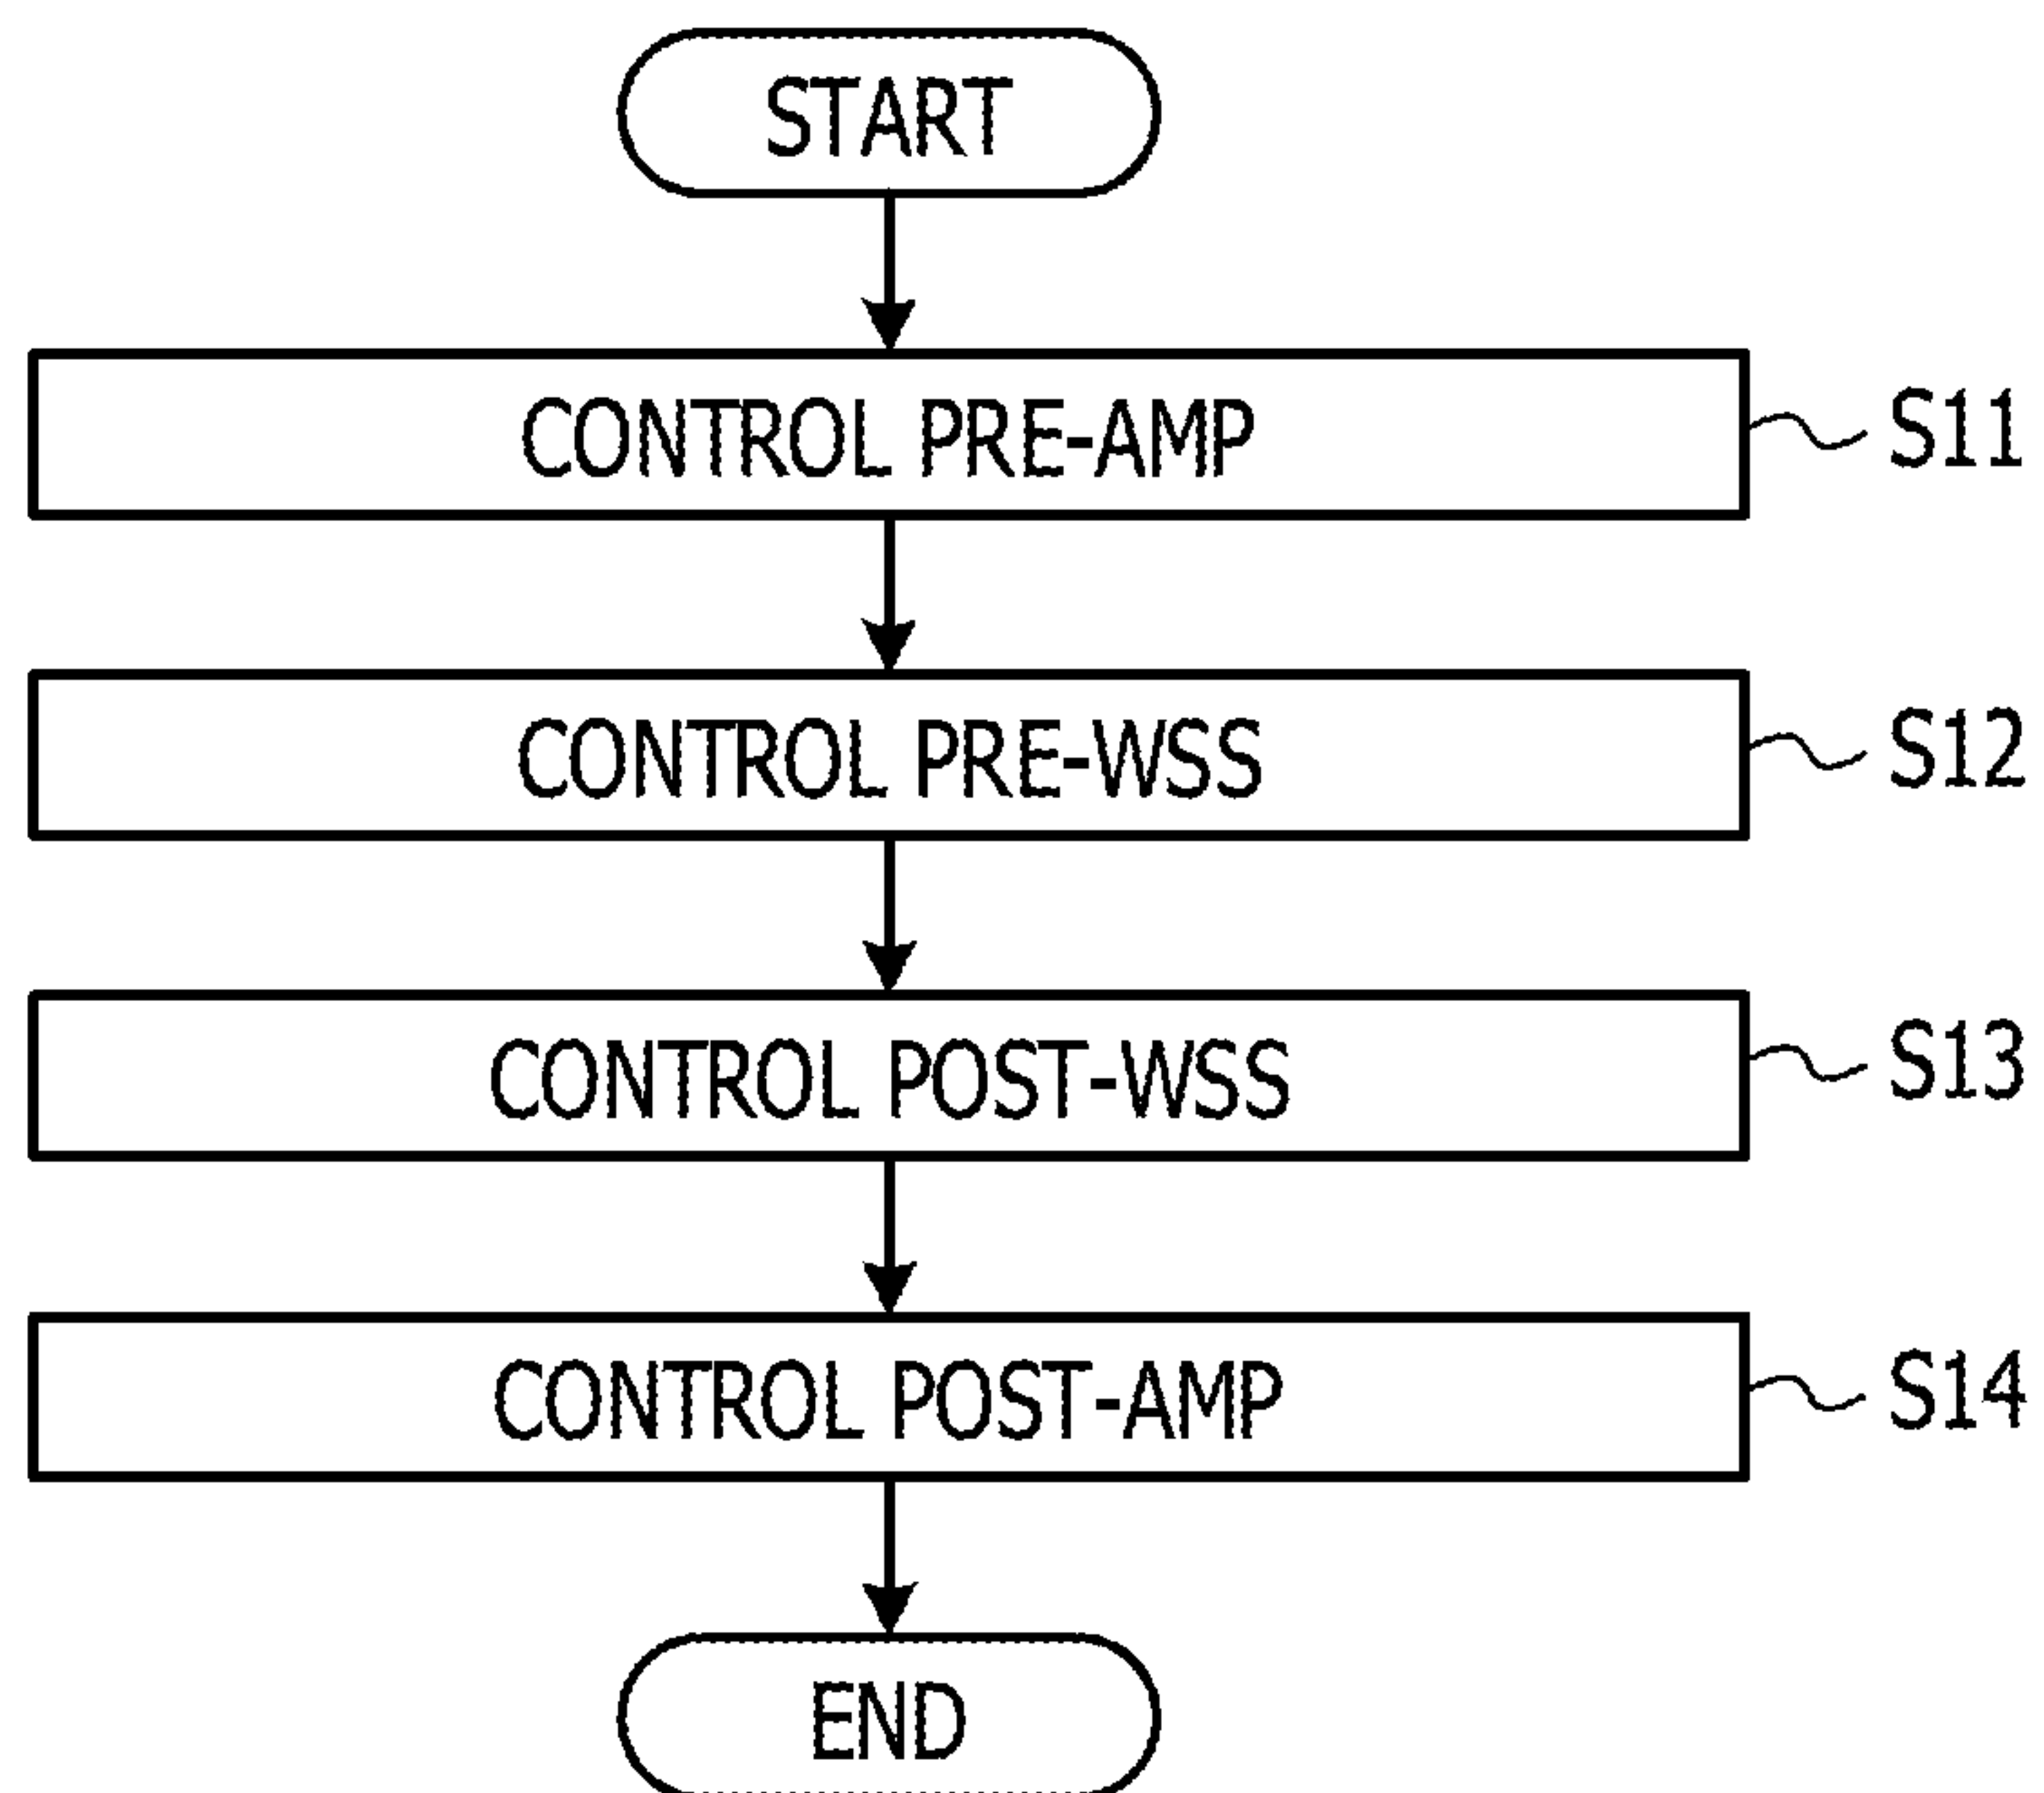 START
CONTROL PRE-AMP S11
CONTROL PRE-WSS S12
CONTROL POST-WSS S13
CONTROL POST-AMP S14
END